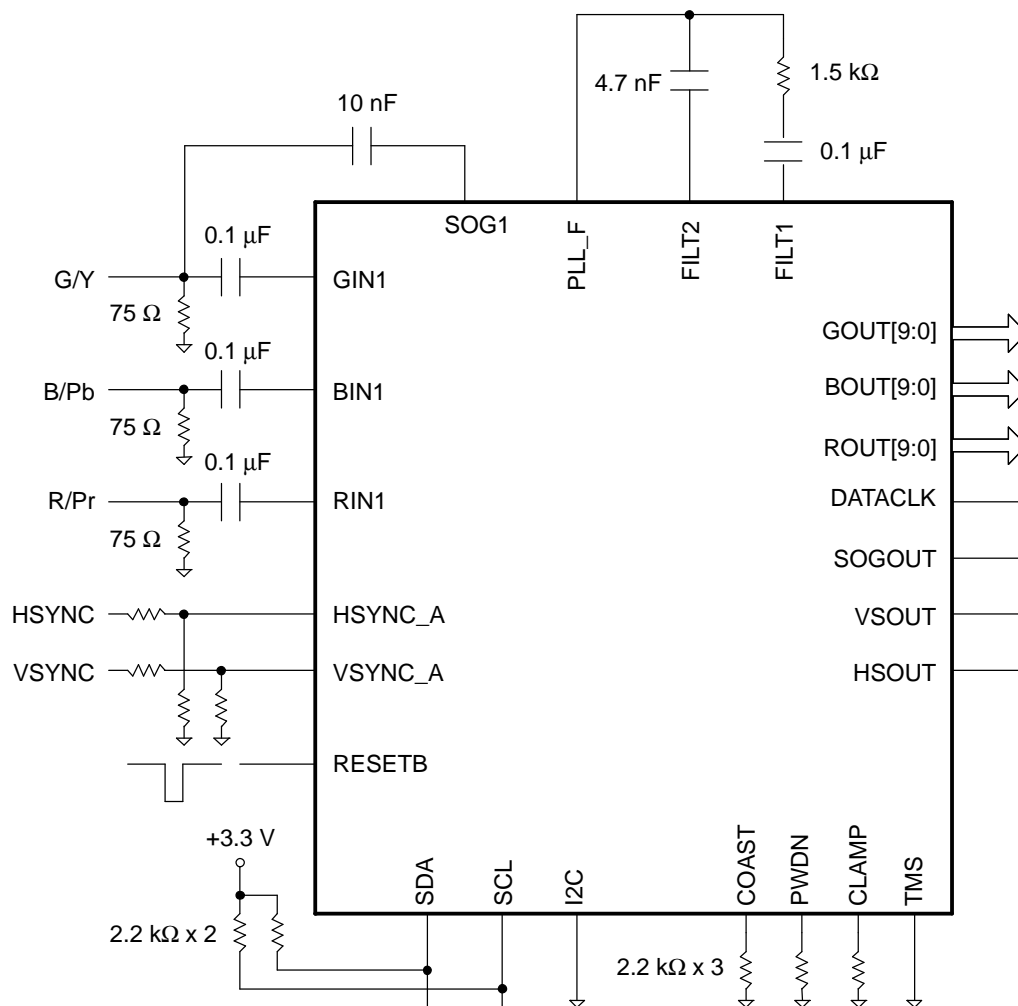 1.5 kΩ
4.7 nF
10 nF
0.1 μF
SOG1
PLL_F
FILT2
FILT1
0.1 μF
G/Y
GIN1
75 Ω
GOUT[9:0]
0.1 μF
B/Pb
BIN1
BOUT[9:0]
75 Ω
ROUT[9:0]
0.1 μF
R/Pr
RIN1
DATACLK
75 Ω
SOGOUT
HSYNC
HSYNC_A
VSOUT
VSYNC
VSYNC_A
HSOUT
RESETB
+3.3 V
SDA
SCL
I2C
COAST
PWDN
CLAMP
TMS
2.2 kΩ x 2
2.2 kΩ x 3